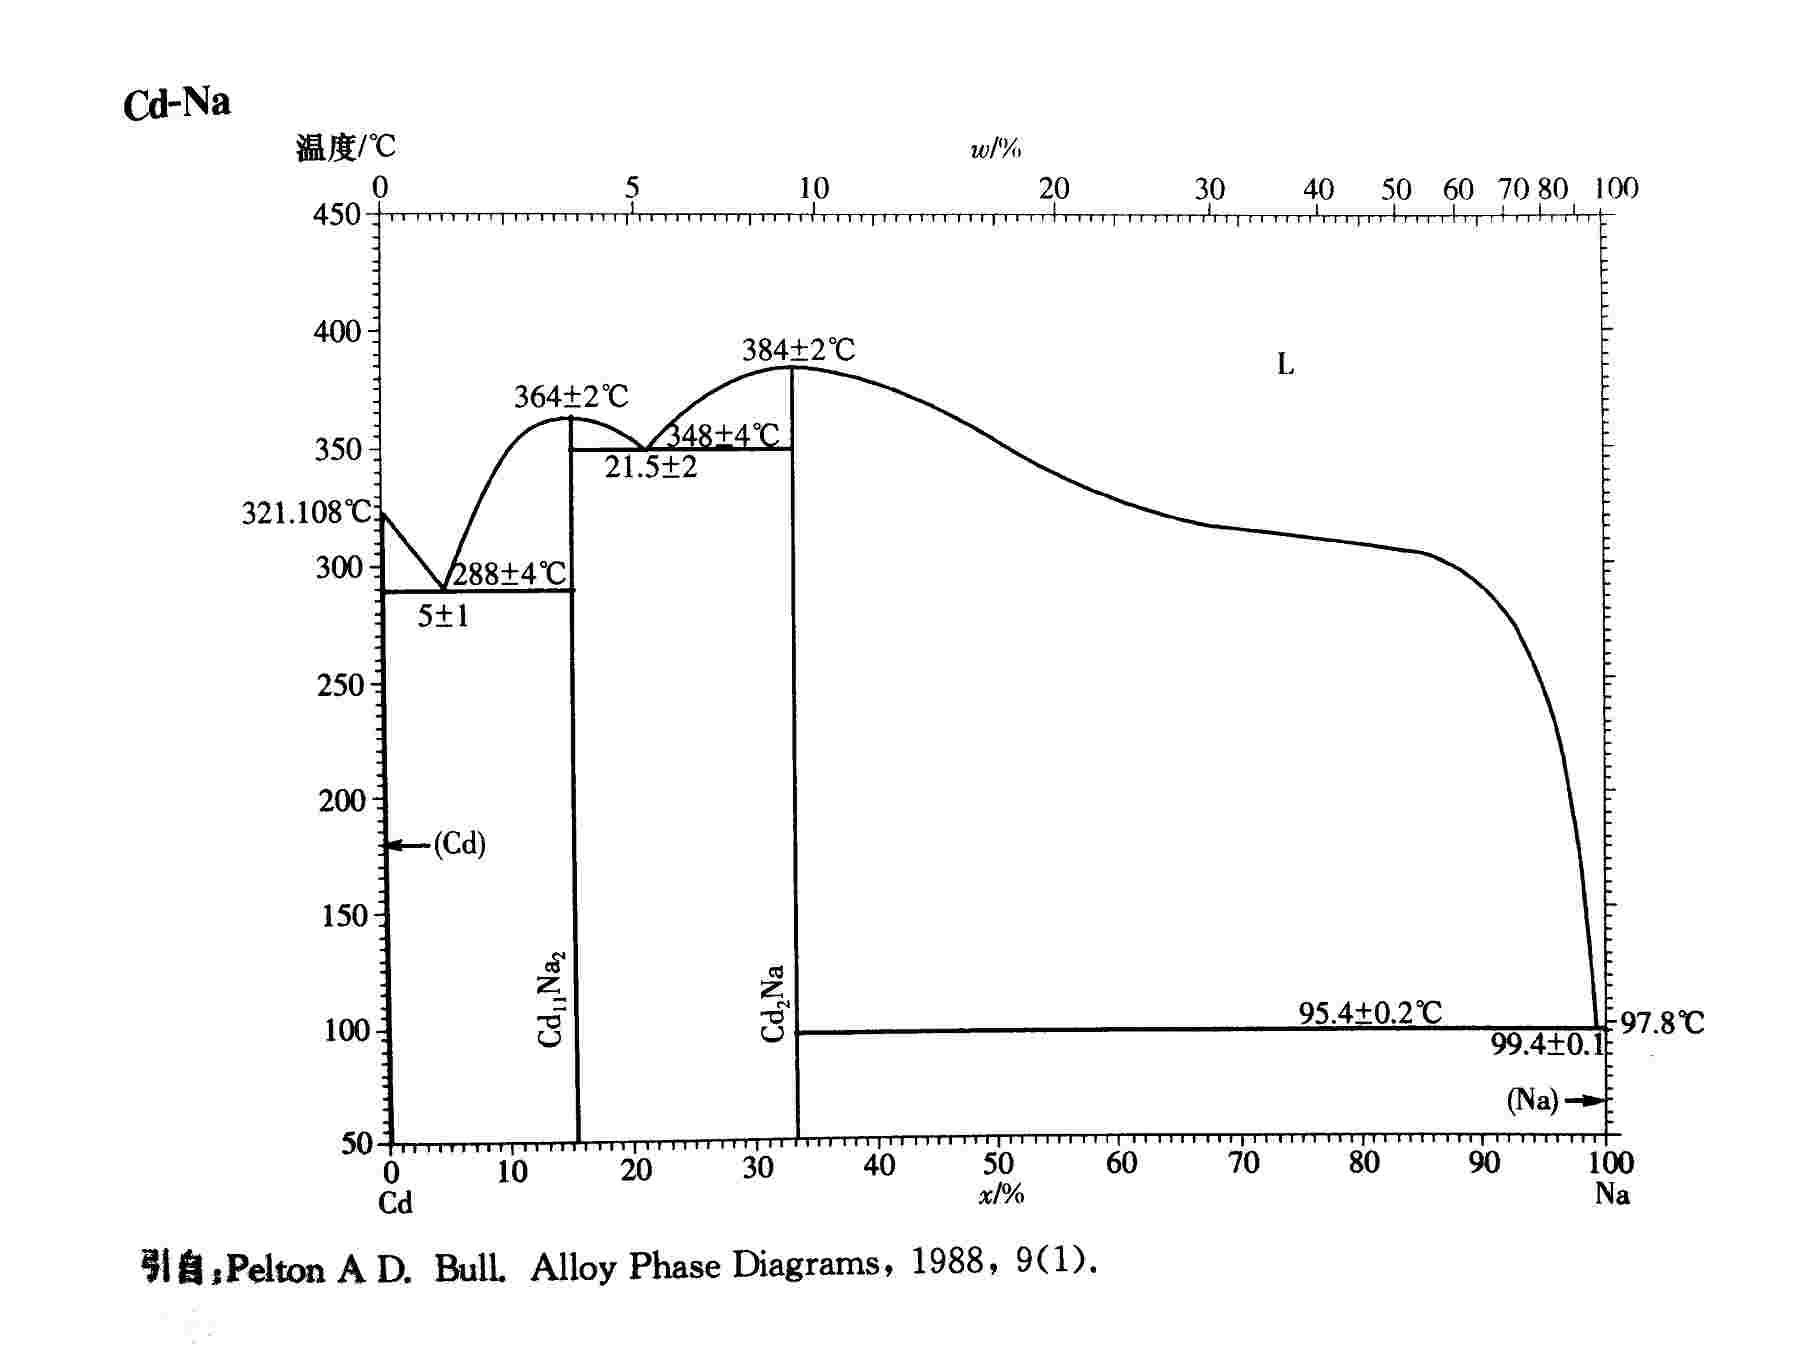 Cd-Na
温度/℃
w/%
0 5 10 20 30 40 50 60 70 80 100
450
400
L
384±2℃
364±2℃
350
348±4℃
21.5±2
321.108℃
300
288±4℃
5±1
250
200
(Cd)
150
Cd₁₁Na₂
Cd₂Na
100
95.4±0.2℃
97.8℃
99.4±0.1
(Na)
50
0 10 20 30 40 50 60 70 80 90 100
Cd x/% Na
引自:Pelton A D. Bull. Alloy Phase Diagrams, 1988, 9(1).